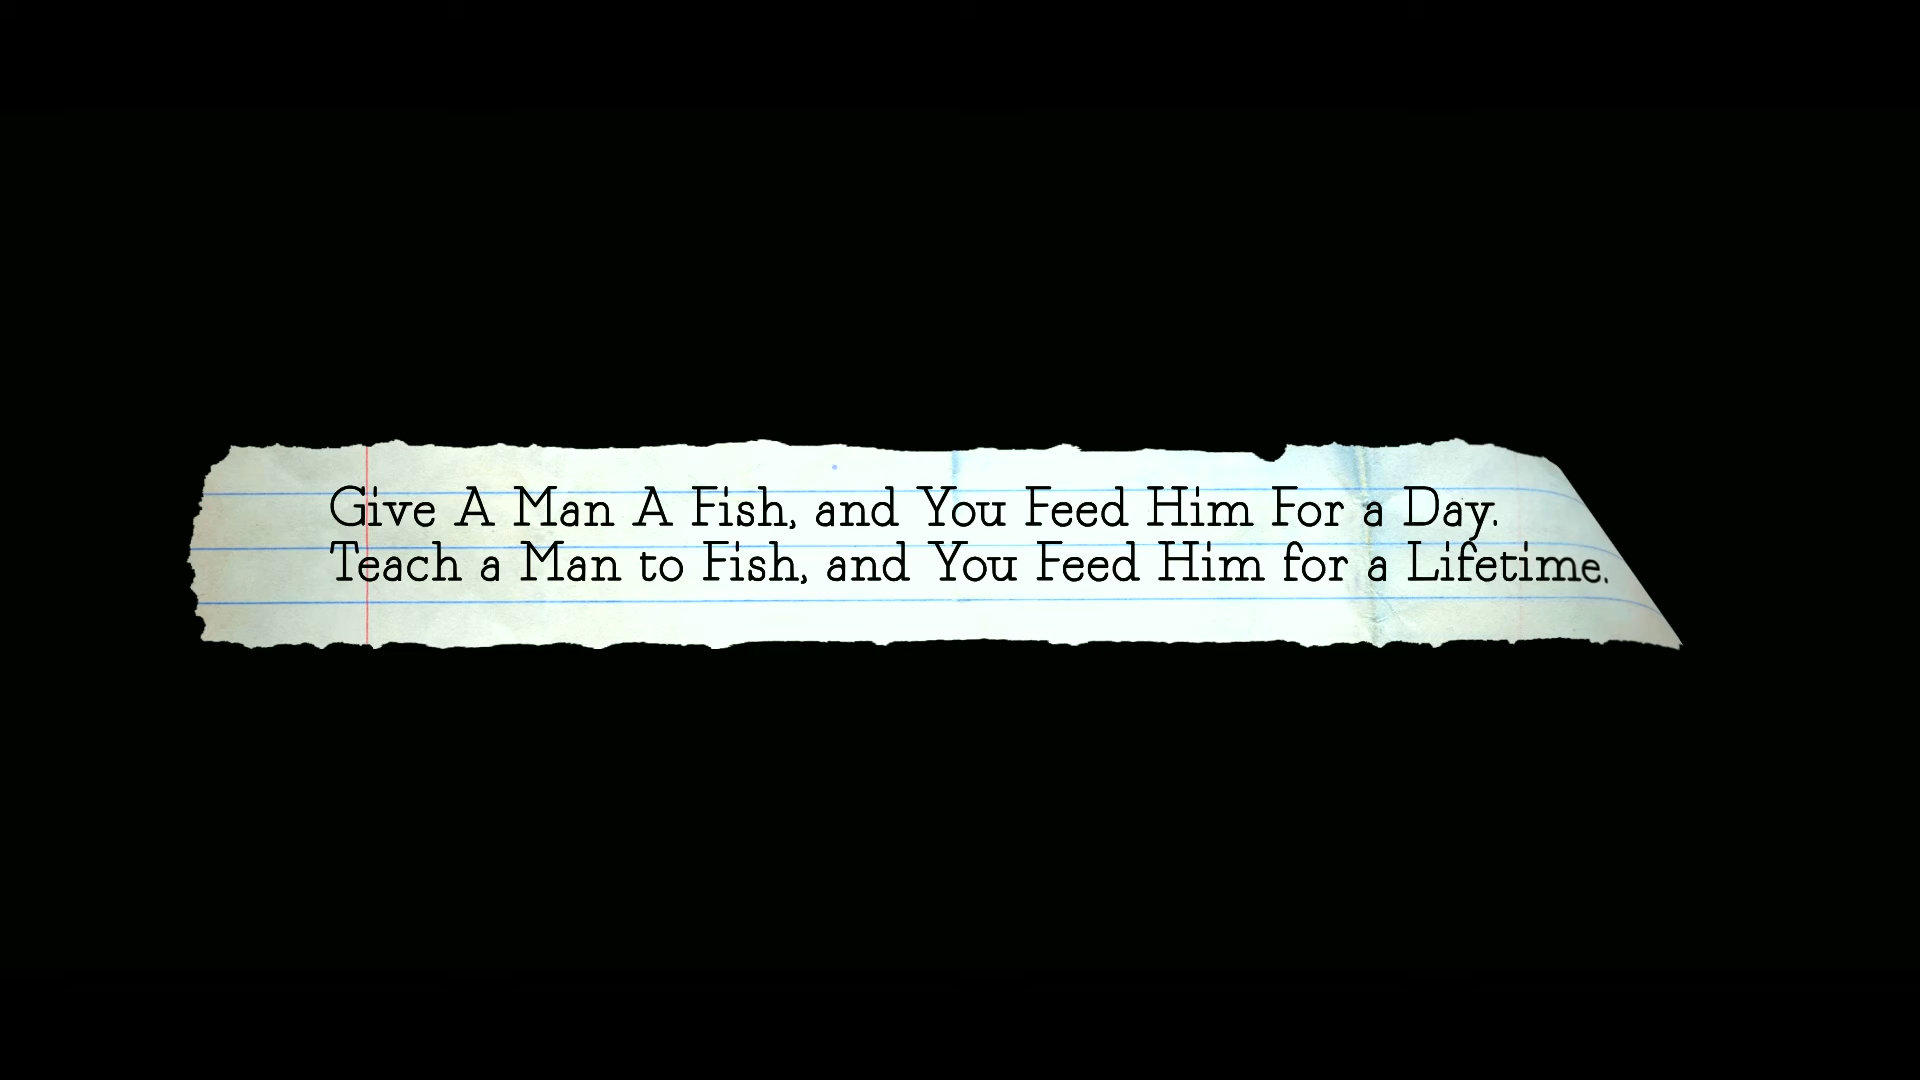 Give A Man A Fish, and You Feed Him For a Day.
Teach a Man to Fish, and You Feed Him for a Lifetime.